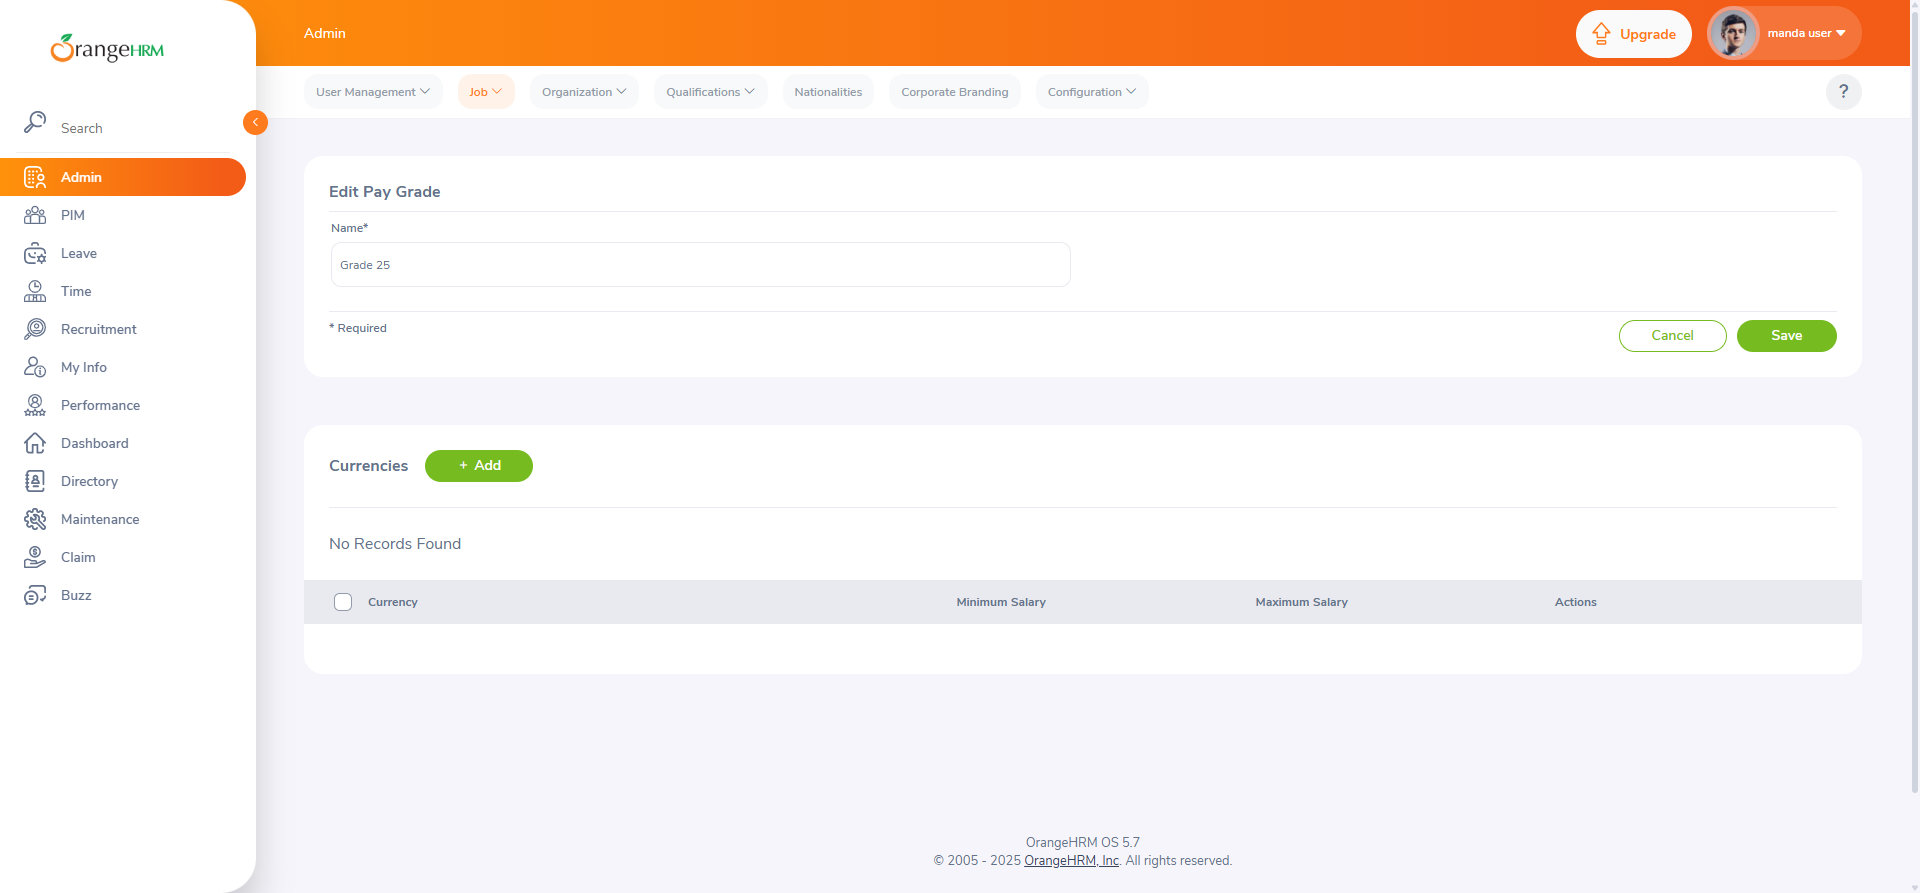 OrangeHRM
Admin
Upgrade
manda user
User Management
Job
Organization
Qualifications
Nationalities
Corporate Branding
Configuration
?
Search
Admin
PIM
Leave
Time
Recruitment
My Info
Performance
Dashboard
Directory
Maintenance
Claim
Buzz
Edit Pay Grade
Name*
Grade 25
* Required
Cancel
Save
Currencies
+ Add
No Records Found
Currency
Minimum Salary
Maximum Salary
Actions
OrangeHRM OS 5.7
© 2005 - 2025 OrangeHRM, Inc. All rights reserved.